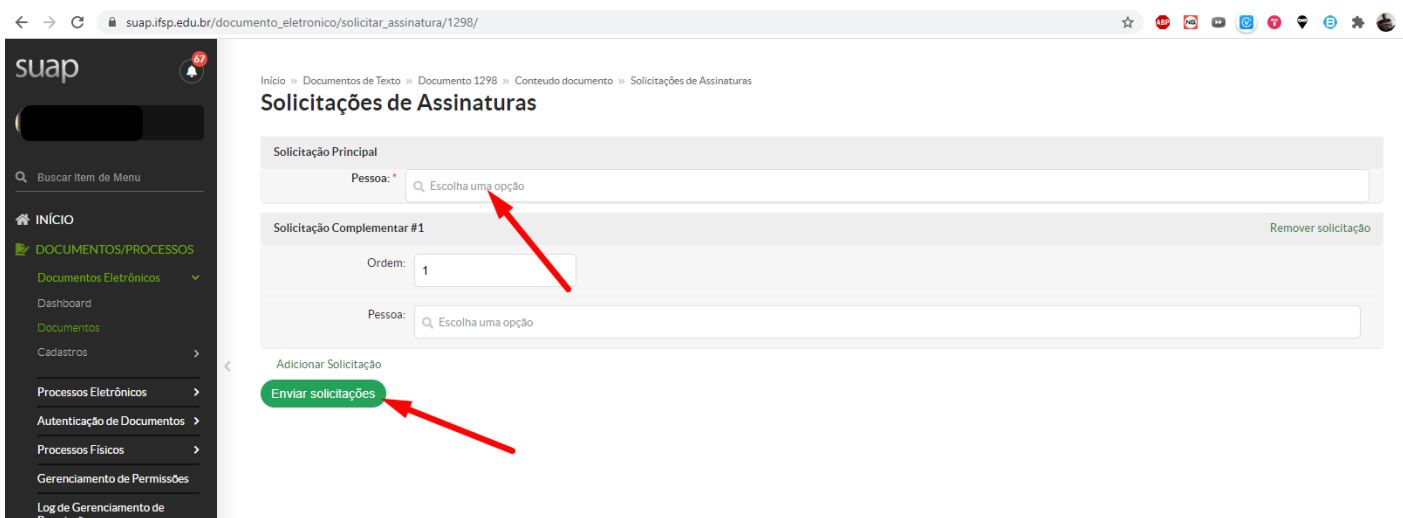 suap.ifsp.edu.br/documento_eletronico/solicitar_assinatura/1298/
ABP NG
suap
67
Buscar Item de Menu
INÍCIO
DOCUMENTOS/PROCESSOS
Documentos Eletrônicos
Dashboard
Documentos
Cadastros
Processos Eletrônicos
Autenticação de Documentos
Processos Físicos
Gerenciamento de Permissões
Log de Gerenciamento de
Início » Documentos de Texto » Documento 1298 » Conteudo documento » Solicitações de Assinaturas
Solicitações de Assinaturas
Solicitação Principal
Pessoa: * Escolha uma opção
Solicitação Complementar #1 Remover solicitação
Ordem: 1
Pessoa: Escolha uma opção
Adicionar Solicitação
Enviar solicitações